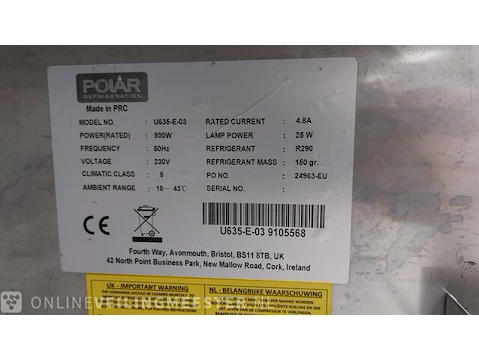 POLAR
REFRIGERATION
Made in PRC
MODEL NO. : U635-E-03 RATED CURRENT : 4.8A
POWER(RATED) : 800W LAMP POWER : 25 W
FREQUENCY : 50Hz REFRIGERANT : R290
VOLTAGE : 230V REFRIGERANT MASS : 150 gr.
CLIMATIC CLASS : 5 PO NO. : 24963-EU
AMBIENT RANGE : 18~ 43℃ SERIAL NO. :
CE
U635-E-03 9105568
Fourth Way, Avonmouth, Bristol, BS11 8TB, UK
42 North Point Business Park, New Mallow Road, Cork, Ireland
UK - IMPORTANT WARNING
NL - BELANGRIJKE WAARSCHUWING